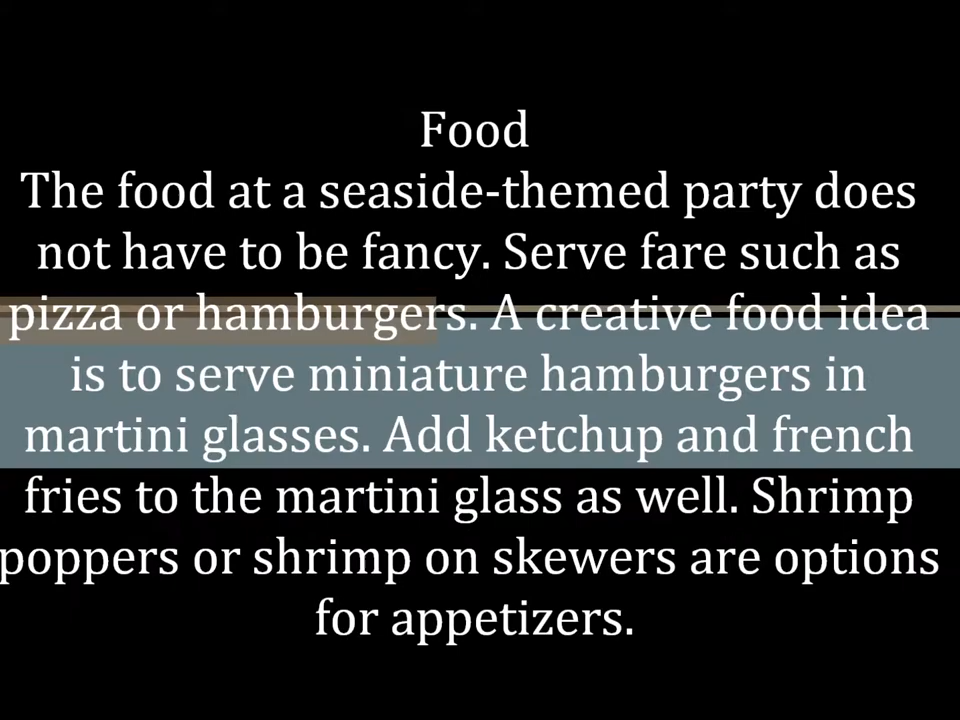 Food
The food at a seaside-themed party does
not have to be fancy. Serve fare such as
pizza or hamburgers. A creative food idea
is to serve miniature hamburgers in
martini glasses. Add ketchup and french
fries to the martini glass as well. Shrimp
poppers or shrimp on skewers are options
for appetizers.